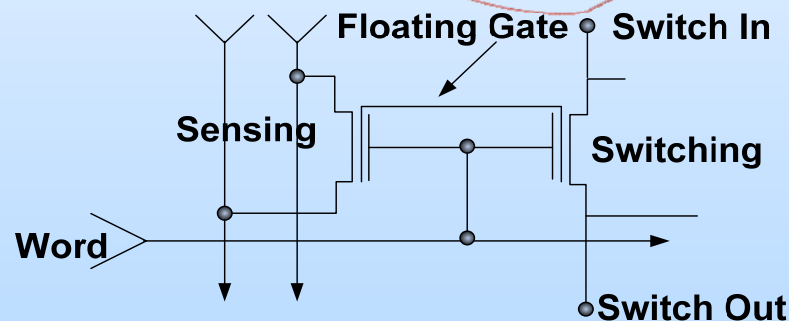 Floating Gate
Switch In
Sensing
Switching
Word
Switch Out